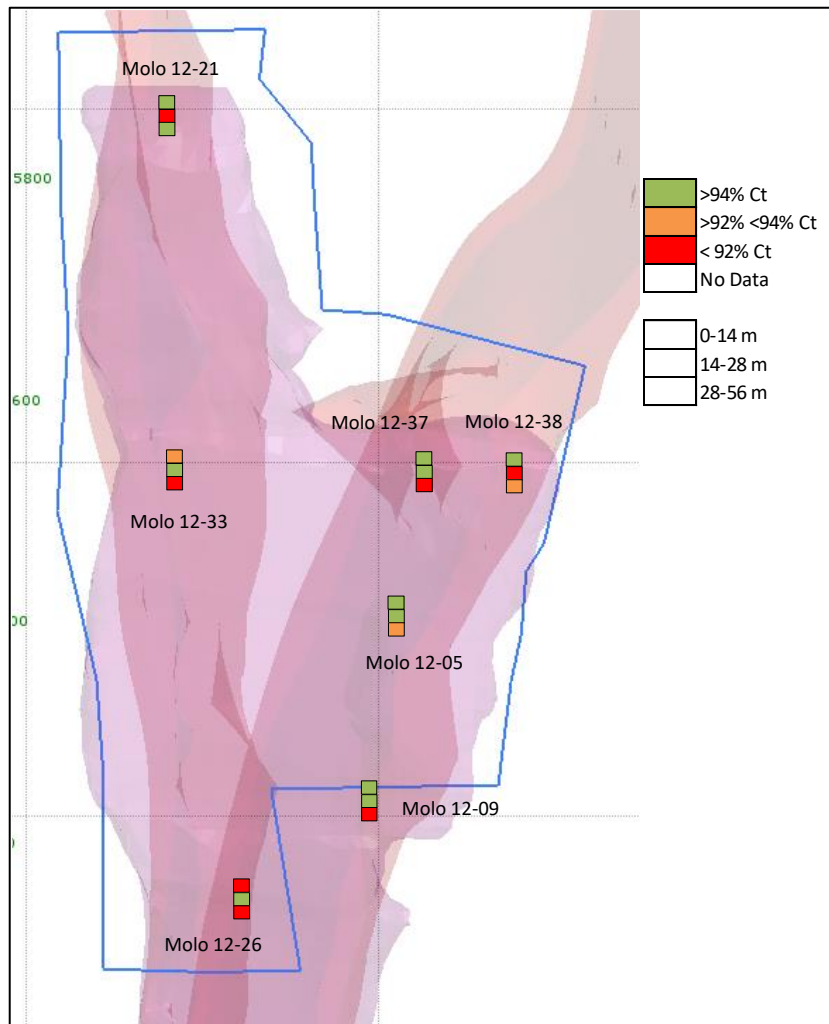 Molo 12-21
5800
>94% Ct
>92% <94% Ct
< 92% Ct
No Data
0-14 m
14-28 m
28-56 m
600
Molo 12-37
Molo 12-38
Molo 12-33
00
Molo 12-05
Molo 12-09
Molo 12-26